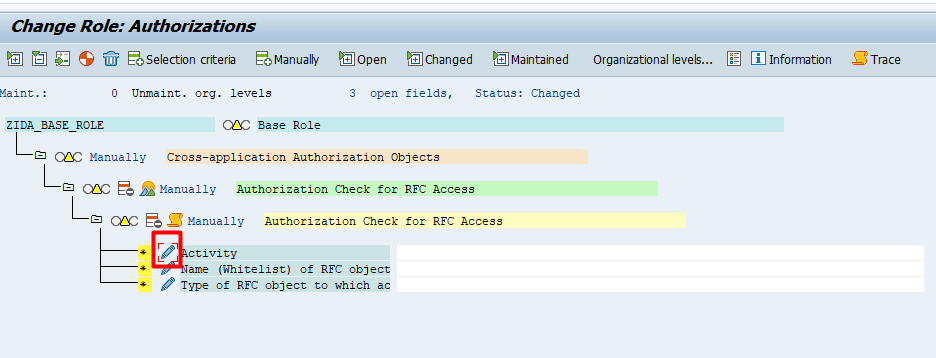 Change Role: Authorizations
Selection criteria Manually Open Changed Maintained Organizational levels... Information Trace
Maint.: 0 Unmaint. org. levels 3 open fields, Status: Changed
ZIDA_BASE_ROLE Base Role
Manually Cross-application Authorization Objects
Manually Authorization Check for RFC Access
Manually Authorization Check for RFC Access
* Activity
* Name (Whitelist) of RFC object
* Type of RFC object to which ac